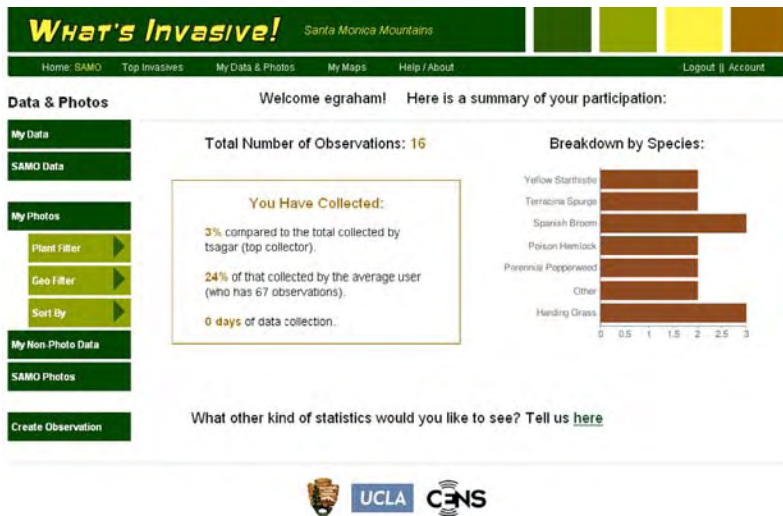 What's Invasive!
Santa Monica Mountains
Home: SAMO Top Invasives My Data & Photos My Maps Help / About Logout || Account
Data & Photos
Welcome egraham! Here is a summary of your participation:
My Data
SAMO Data
My Photos
Plant Filter
Geo Filter
Sort By
My Non-Photo Data
SAMO Photos
Create Observation
Total Number of Observations: 16
You Have Collected:
3% compared to the total collected by
tsagar (top collector).
24% of that collected by the average user
(who has 67 observations).
0 days of data collection.
Breakdown by Species:
Yellow Starthistle
Terracina Spurge
Spanish Broom
Poison Hemlock
Perennial Pepperweed
Other
Harding Grass
0 0.5 1 1.5 2 2.5 3
What other kind of statistics would you like to see? Tell us here
UCLA CENS